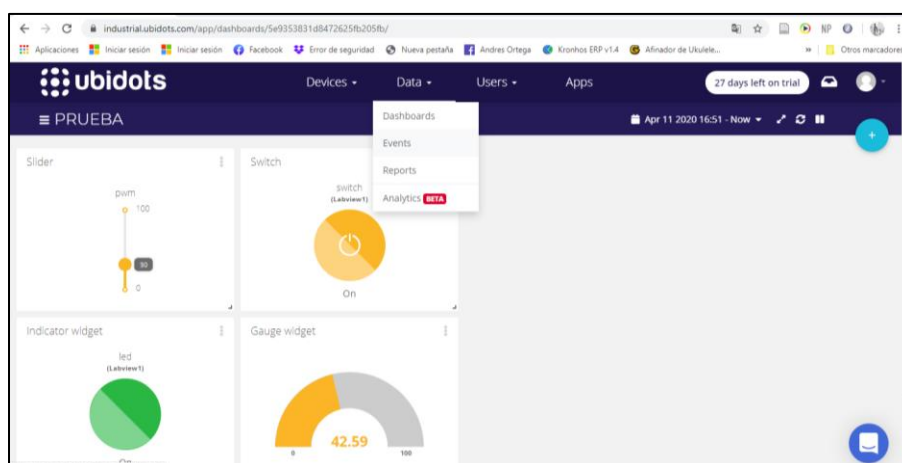 industrial.ubidots.com/app/dashboards/5e9353831d8472625fb205fb/
NP
Aplicaciones Iniciar sesión Iniciar sesión Facebook Error de seguridad Nueva pestaña Andres Ortega Kronhos ERP v1.4 Afinador de Ukulele... » Otros marcadores
ubidots Devices Data Users Apps 27 days left on trial
PRUEBA Apr 11 2020 16:51 - Now
Dashboards
Events
Reports
Analytics BETA
+
Slider
pwm
100
30
0
Switch
switch
(Labview1)
On
Indicator widget
led
(Labview1)
On
Gauge widget
42.59
0 100